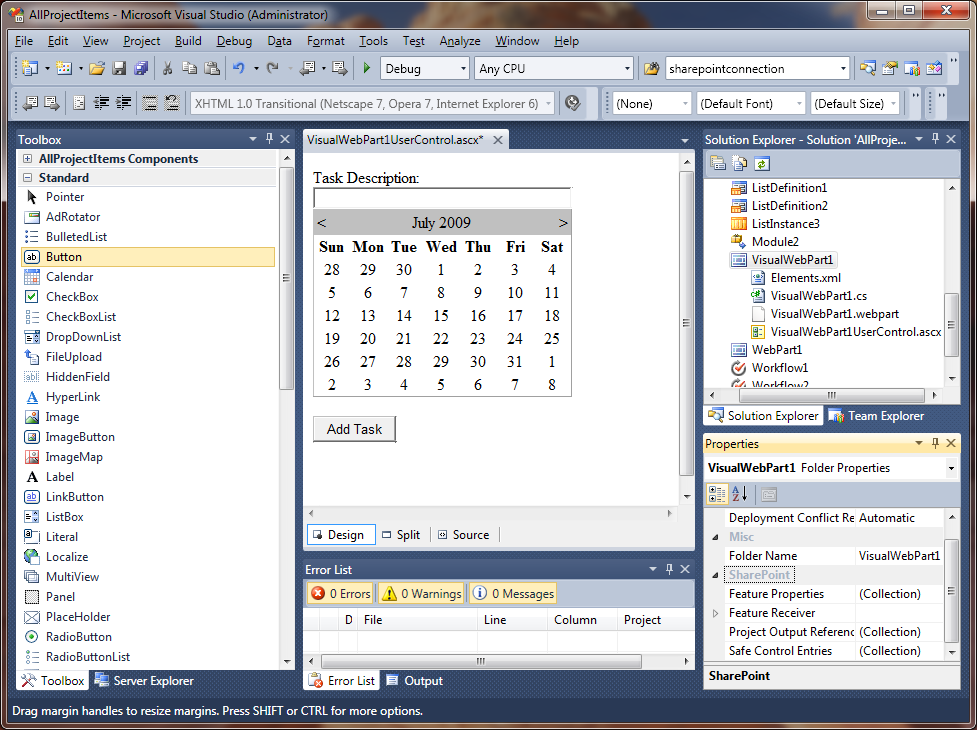 AllProjectItems - Microsoft Visual Studio (Administrator)
File Edit View Project Build Debug Data Format Tools Test Analyze Window Help
Debug Any CPU sharepointconnection
XHTML 1.0 Transitional (Netscape 7, Opera 7, Internet Explorer 6) (None) (Default Font) (Default Size)
Toolbox
AllProjectItems Components
Standard
Pointer
AdRotator
BulletedList
Button
Calendar
CheckBox
CheckBoxList
DropDownList
FileUpload
HiddenField
HyperLink
Image
ImageButton
ImageMap
Label
LinkButton
ListBox
Literal
Localize
MultiView
Panel
PlaceHolder
RadioButton
RadioButtonList
Toolbox Server Explorer
VisualWebPart1UserControl.ascx*
Task Description:
< July 2009 >
Sun Mon Tue Wed Thu Fri Sat
28 29 30 1 2 3 4
5 6 7 8 9 10 11
12 13 14 15 16 17 18
19 20 21 22 23 24 25
26 27 28 29 30 31 1
2 3 4 5 6 7 8
Add Task
Design Split Source
Error List
0 Errors 0 Warnings 0 Messages
D File Line Column Project
Error List Output
Solution Explorer - Solution 'AllProje...
ListDefinition1
ListDefinition2
ListInstance3
Module2
VisualWebPart1
Elements.xml
VisualWebPart1.cs
VisualWebPart1.webpart
VisualWebPart1UserControl.ascx
WebPart1
Workflow1
Workflow2
Solution Explorer Team Explorer
Properties
VisualWebPart1 Folder Properties
Deployment Conflict Re Automatic
Misc
Folder Name VisualWebPart1
SharePoint
Feature Properties (Collection)
Feature Receiver
Project Output Referenc (Collection)
Safe Control Entries (Collection)
SharePoint
Drag margin handles to resize margins. Press SHIFT or CTRL for more options.